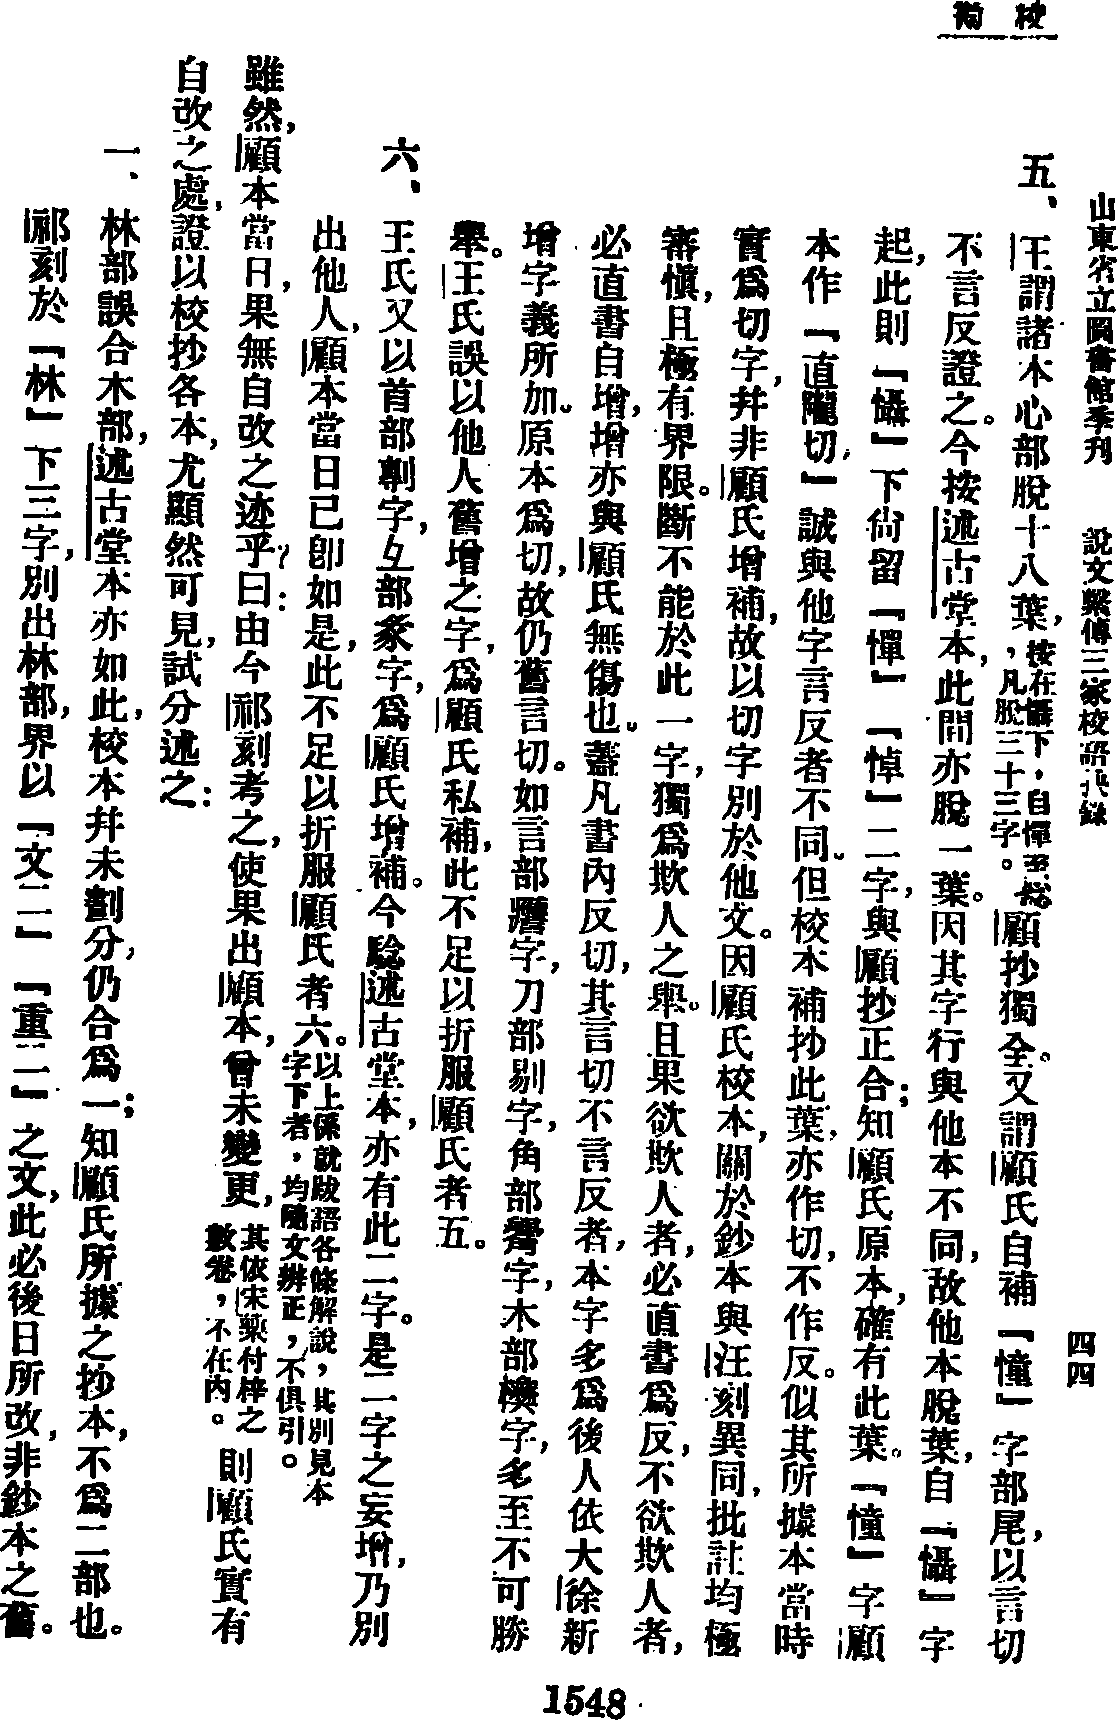 校勘
山東省立圖書館季刊 說文繫傳三家校語抉錄 四四
五、王謂諸本心部脫十八葉，按在懾下，自憚至惢，凡脫三十三字。顧抄獨全。又謂顧氏自補『憧』字部尾，以言切
不言反證之。今按述古堂本，此間亦脫一葉。因其字行與他本不同，故他本脫葉，自『懾』字
起，此則『懾』下尙留『憚』『悼』二字，與顧抄正合；知顧氏原本，確有此葉。『憧』字顧
本作『直隴切』，誠與他字言反者不同。但校本補抄此葉，亦作切，不作反。似其所據本當時
實爲切字，幷非顧氏增補，故以切字別於他文。因顧氏校本，關於鈔本與汪刻異同，批註均極
審愼，且極有界限。斷不能於此一字，獨爲欺人之舉。且果欲欺人者，必直書爲反，不欲欺人者，
必直書自增，增亦與顧氏無傷也。蓋凡書內反切，其言切不言反者，本字多爲後人依大徐新
增字義所加。原本爲切，故仍舊言切。如言部讐字，刀部剔字，角部觷字，木部樉字，多至不可勝
舉。王氏誤以他人舊增之字，爲顧氏私補，此不足以折服顧氏者五。
六、王氏又以首部剸字，彑部彖字，爲顧氏增補。今驗述古堂本，亦有此二字。是二字之妄增，乃別
出他人，顧本當日已卽如是，此不足以折服顧氏者六。以上係就跋語各條解說，其別見本字下者，均隨文辨正，不俱引。
雖然，顧本當日，果無自改之迹乎？曰：由今祁刻考之，使果出顧本，曾未變更，其依宋槧付梓之數卷，不在內。則顧氏實有
自改之處，證以校抄各本，尤顯然可見，試分述之：
一、林部誤合木部，述古堂本亦如此，校本幷未劃分，仍合爲一；知顧氏所據之抄本，不爲二部也。
祁刻於『林』下三字，別出林部，界以『文二』『重二』之文，此必後日所改，非鈔本之舊。
1548